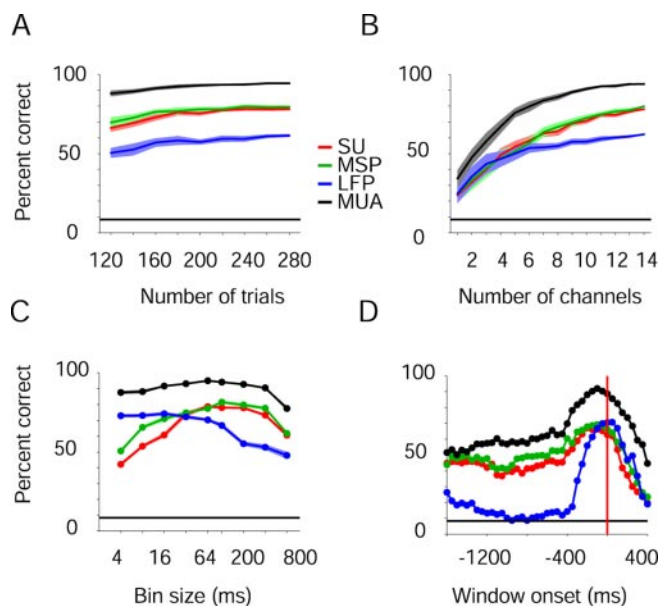 A
100
50
0
Percent correct
120 160 200 240 280
Number of trials
SU
MSP
LFP
MUA
B
100
50
0
2 4 6 8 10 12 14
Number of channels
C
100
50
0
Percent correct
4 16 64 200 800
Bin size (ms)
D
100
50
0
-1200 -400 400
Window onset (ms)